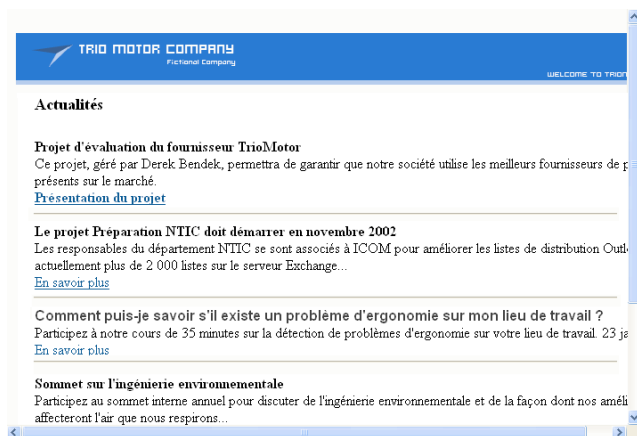 TRIO MOTOR COMPANY
Fictional Company
WELCOME TO
Actualités
Projet d'évaluation du fournisseur TrioMotor
Ce projet, géré par Derek Bendek, permettra de garantir que notre société utilise les meilleurs fournisseurs de
présents sur le marché.
Présentation du projet
Le projet Préparation NTIC doit démarrer en novembre 2002
Les responsables du département NTIC se sont associés à ICOM pour améliorer les listes de distribution
actuellement plus de 2 000 listes sur le serveur Exchange...
En savoir plus
Comment puis-je savoir s'il existe un problème d'ergonomie sur mon lieu de travail ?
Participez à notre cours de 35 minutes sur la détection de problèmes d'ergonomie sur votre lieu de travail. 23
En savoir plus
Sommet sur l'ingénierie environnementale
Participez au sommet interne annuel pour discuter de l'ingénierie environnementale et de la façon dont nos
affecteront l'air que nous respirons...